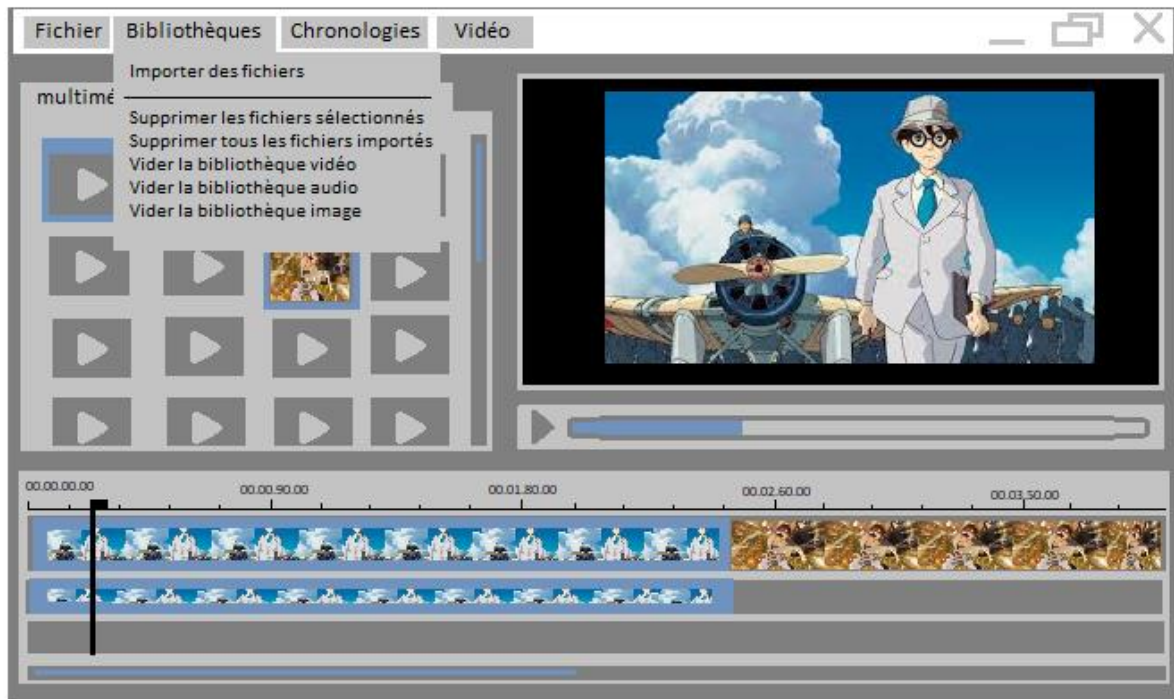 Fichier Bibliothèques Chronologies Vidéo
Importer des fichiers
multimé
Supprimer les fichiers sélectionnés
Supprimer tous les fichiers importés
Vider la bibliothèque vidéo
Vider la bibliothèque audio
Vider la bibliothèque image
00.00.00.00 00.00.90.00 00.01.80.00 00.02.60.00 00.03.50.00